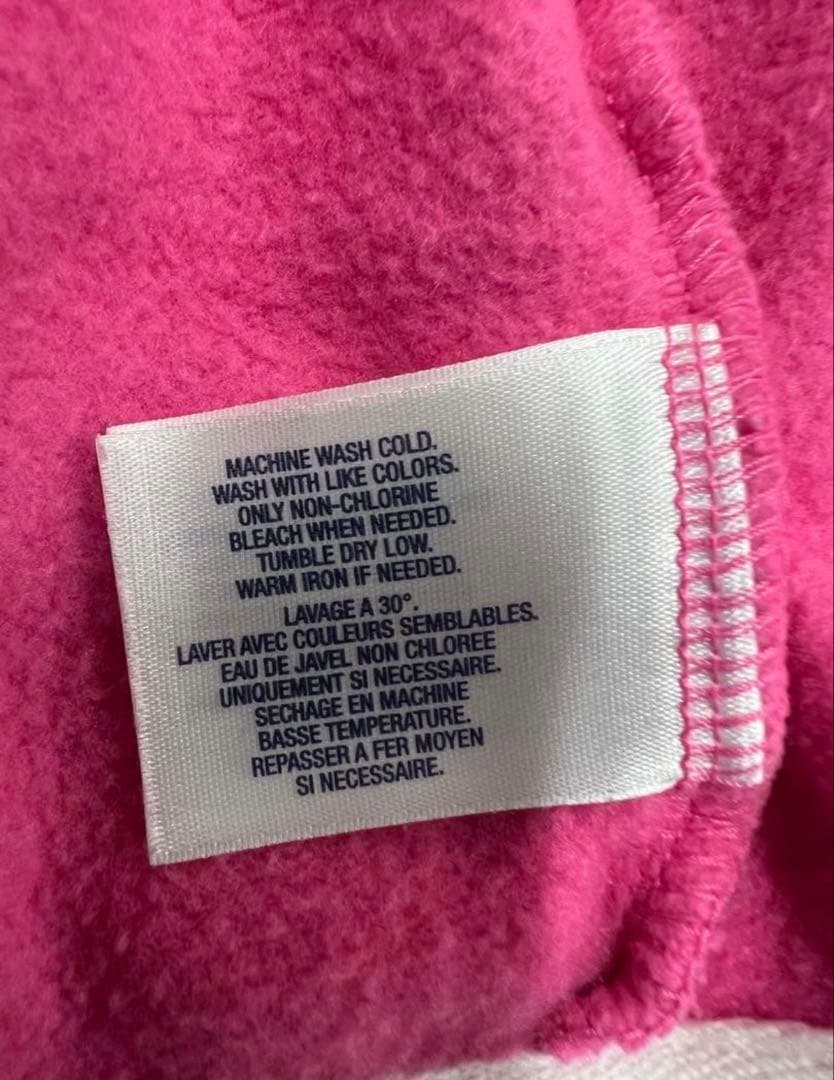 MACHINE WASH COLD.
WASH WITH LIKE COLORS.
ONLY NON-CHLORINE
BLEACH WHEN NEEDED.
TUMBLE DRY LOW.
WARM IRON IF NEEDED.
LAVAGE A 30°.
LAVER AVEC COULEURS SEMBLABLES.
EAU DE JAVEL NON CHLOREE
UNIQUEMENT SI NECESSAIRE.
SECHAGE EN MACHINE
BASSE TEMPERATURE.
REPASSER A FER MOYEN
SI NECESSAIRE.